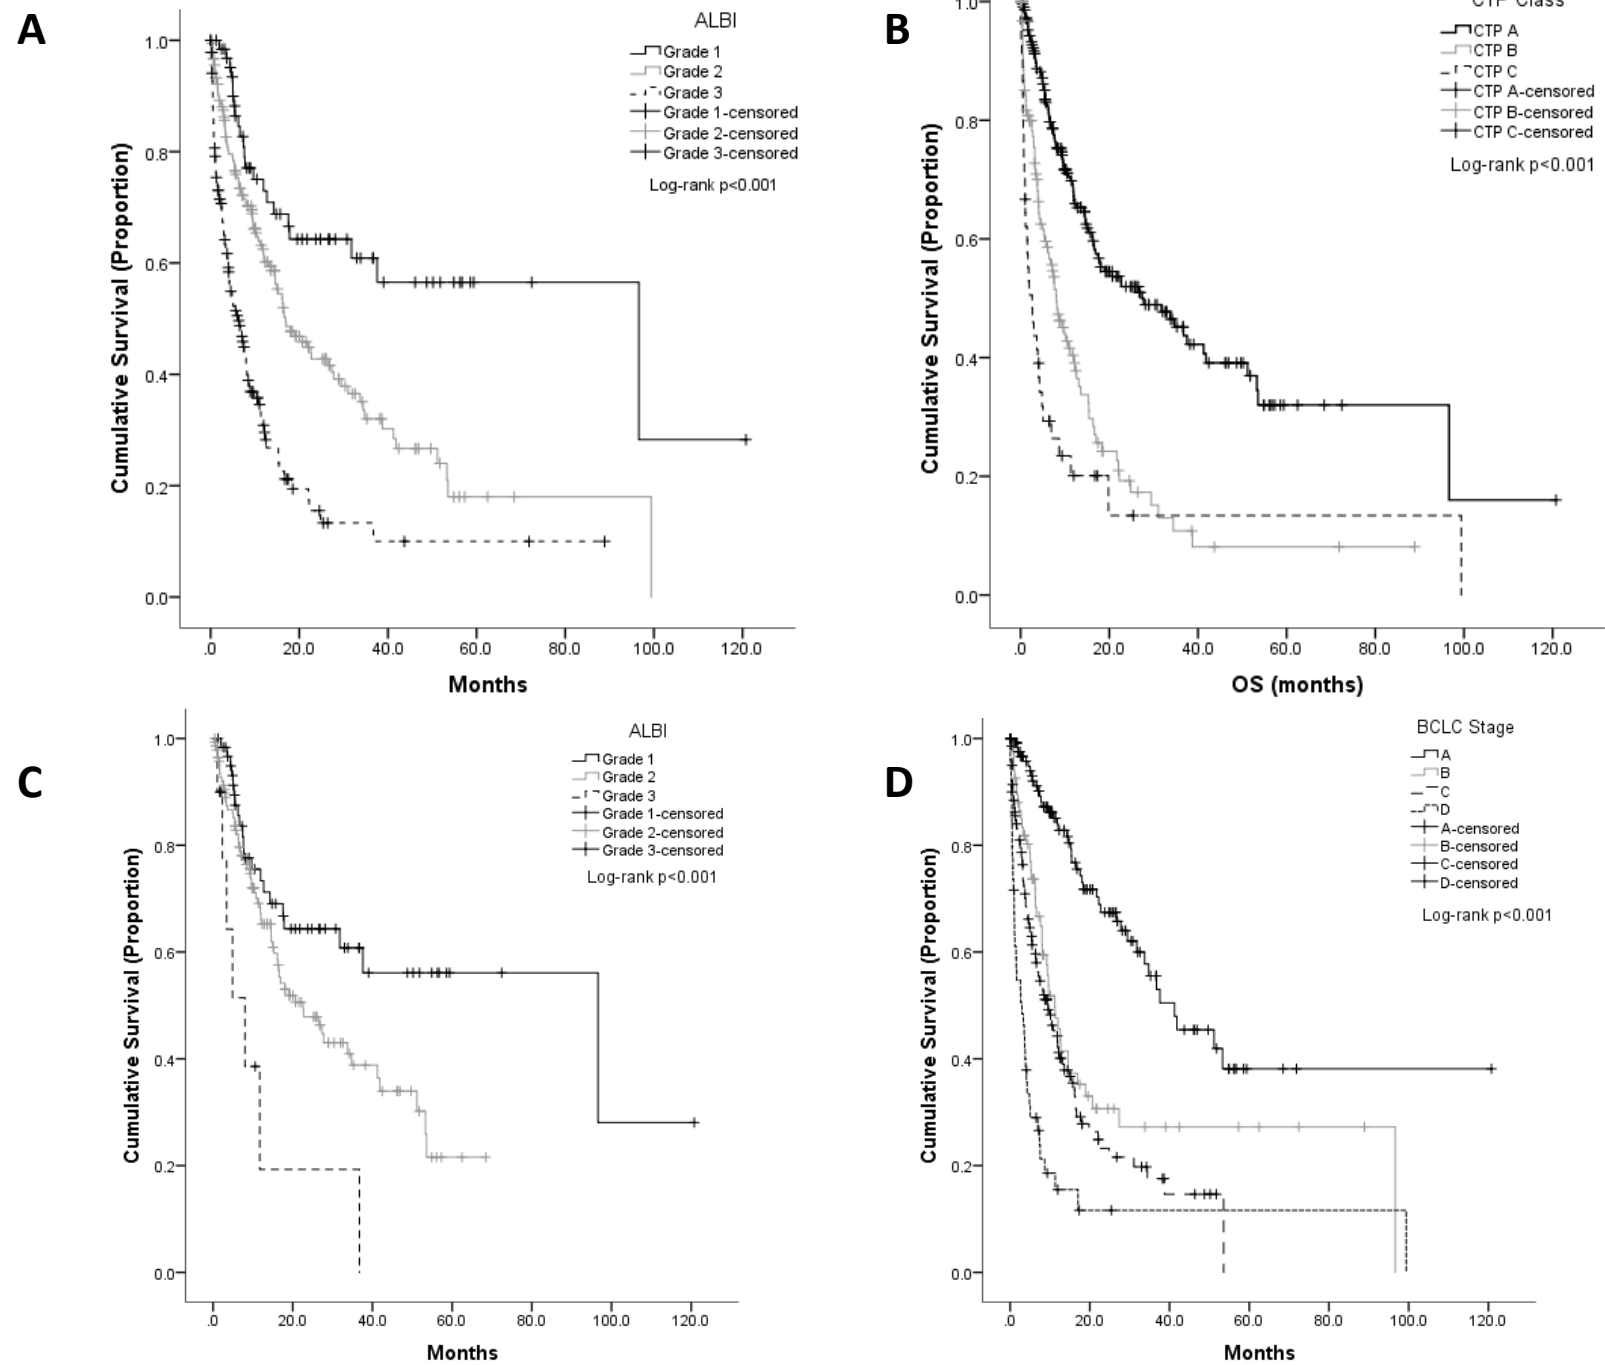 A
ALBI
Grade 1
Grade 2
Grade 3
Grade 1-censored
Grade 2-censored
Grade 3-censored
Log-rank p<0.001
Cumulative Survival (Proportion)
1.0
0.8
0.6
0.4
0.2
0.0
.0 20.0 40.0 60.0 80.0 100.0 120.0
Months
B
CTP Class
CTP A
CTP B
CTP C
CTP A-censored
CTP B-censored
CTP C-censored
Log-rank p<0.001
Cumulative Survival (Proportion)
1.0
0.8
0.6
0.4
0.2
0.0
.0 20.0 40.0 60.0 80.0 100.0 120.0
OS (months)
C
ALBI
Grade 1
Grade 2
Grade 3
Grade 1-censored
Grade 2-censored
Grade 3-censored
Log-rank p<0.001
Cumulative Survival (Proportion)
1.0
0.8
0.6
0.4
0.2
0.0
.0 20.0 40.0 60.0 80.0 100.0 120.0
Months
D
BCLC Stage
A
B
C
D
A-censored
B-censored
C-censored
D-censored
Log-rank p<0.001
Cumulative Survival (Proportion)
1.0
0.8
0.6
0.4
0.2
0.0
.0 20.0 40.0 60.0 80.0 100.0 120.0
Months